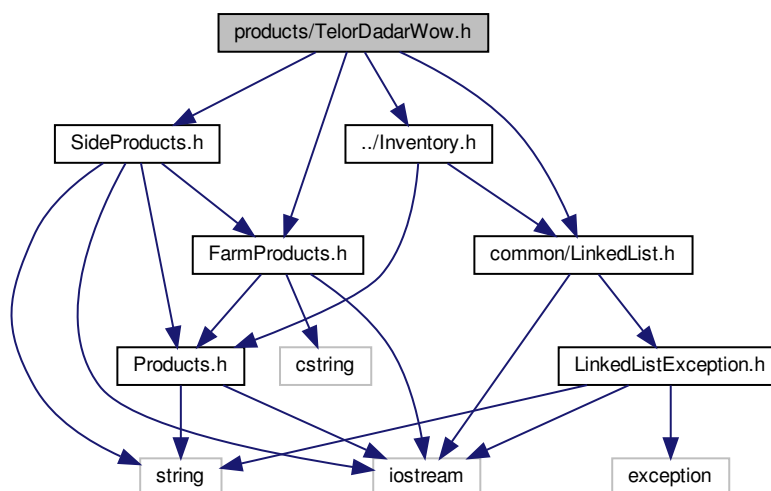 products/TelorDadarWow.h
SideProducts.h
../Inventory.h
FarmProducts.h
common/LinkedList.h
Products.h
cstring
LinkedListException.h
string
iostream
exception